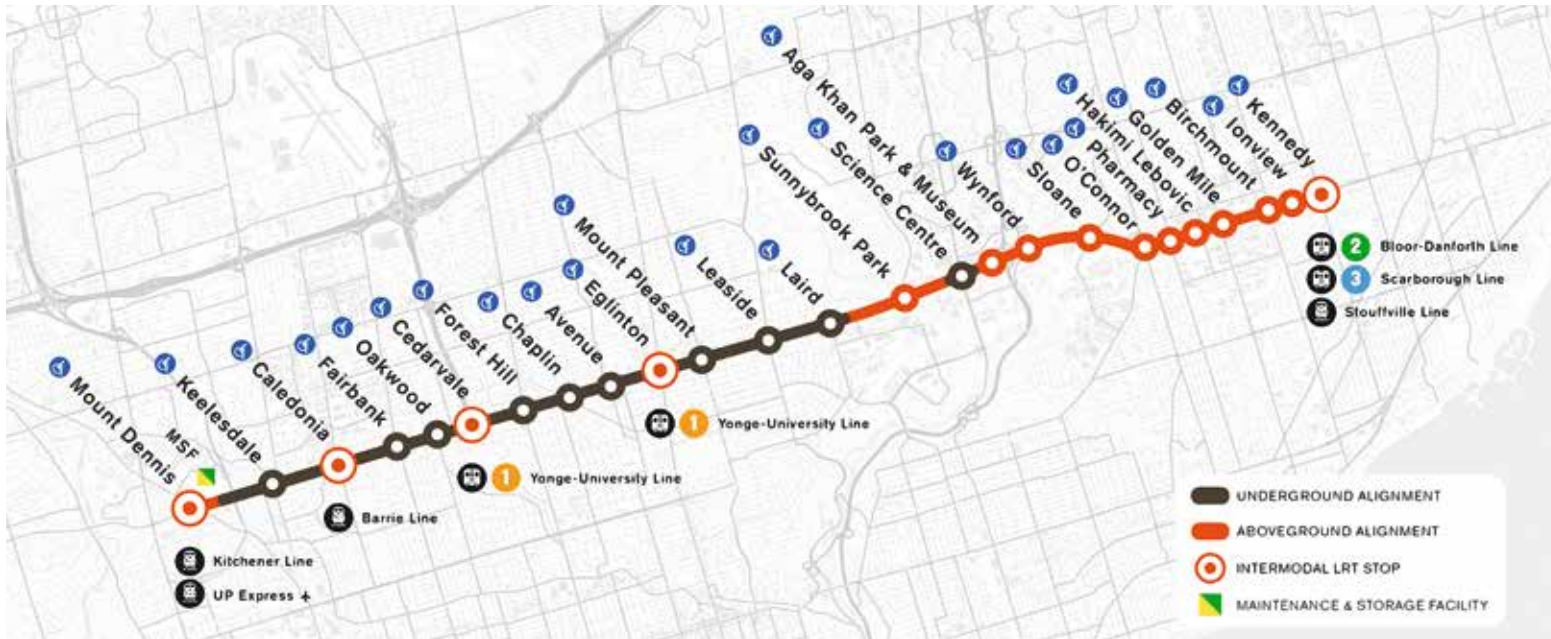 Mount Dennis
MSF
Keelesdale
Caledonia
Fairbank
Oakwood
Cedarvale
Forest Hill
Chaplin
Avenue
Eglinton
Mount Pleasant
Leaside
Laird
Sunnybrook Park
Science Centre
Aga Khan Park & Museum
Wynford
Sloane
O'Connor
Pharmacy
Hakimi Lebovic
Golden Mile
Birchmount
Ionview
Kennedy
2 Bloor-Danforth Line
3 Scarborough Line
Stouffville Line
1 Yonge-University Line
1 Yonge-University Line
Barrie Line
Kitchener Line
UP Express +
UNDERGROUND ALIGNMENT
ABOVEGROUND ALIGNMENT
INTERMODAL LRT STOP
MAINTENANCE & STORAGE FACILITY